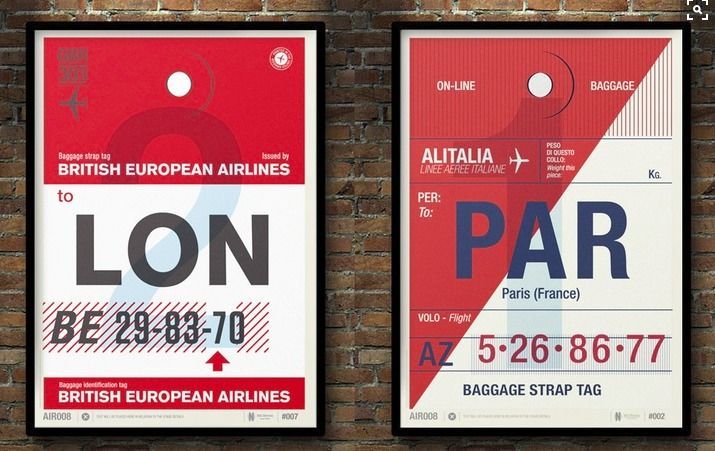 Baggage strap tag
Issued by
BRITISH EUROPEAN AIRLINES
to
LON
BE 29-83-70
Baggage identification tag
BRITISH EUROPEAN AIRLINES
AIR008
#007
ON-LINE
BAGGAGE
ALITALIA
LINEE AEREE ITALIANE
PESO
DI QUESTO
COLLO:
Weight this
piece:
KG.
PER:
To:
PAR
Paris (France)
VOLO - Flight
AZ 5•26•86•77
BAGGAGE STRAP TAG
AIR008
#002